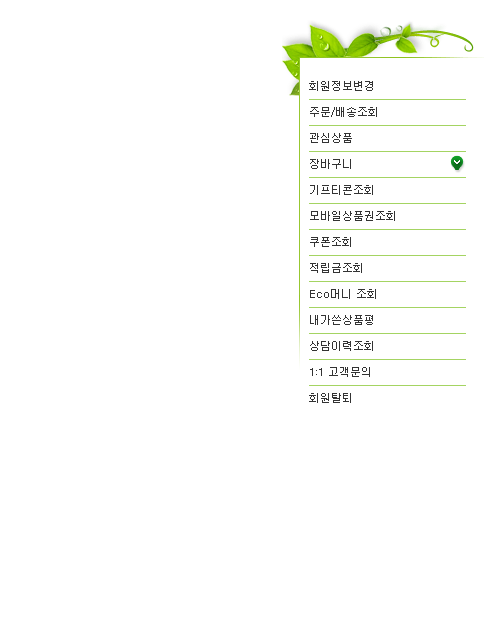 회원정보변경
주문/배송조회
관심상품
장바구니
기프티콘조회
모바일상품권조회
쿠폰조회
적립금조회
Eco머니 조회
내가쓴상품평
상담이력조회
1:1 고객문의
회원탈퇴